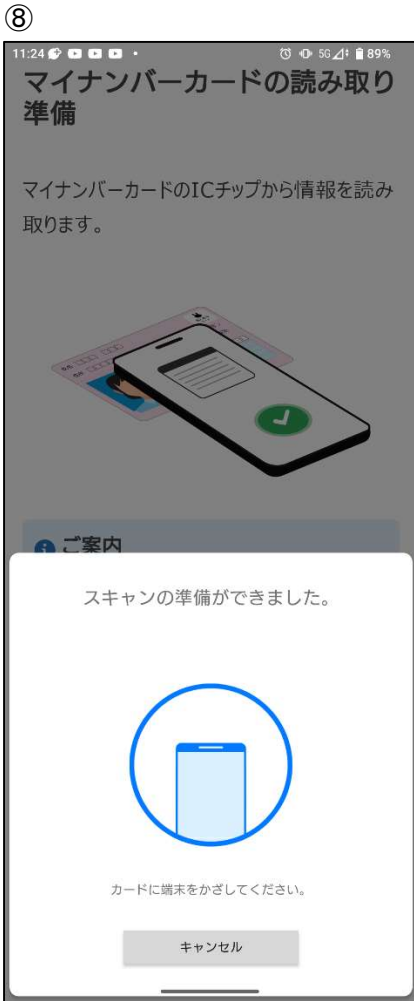 ⑧
11:24 5G 89%
マイナンバーカードの読み取り
準備
マイナンバーカードのICチップから情報を読み
取ります。
ご案内
スキャンの準備ができました。
カードに端末をかざしてください。
キャンセル